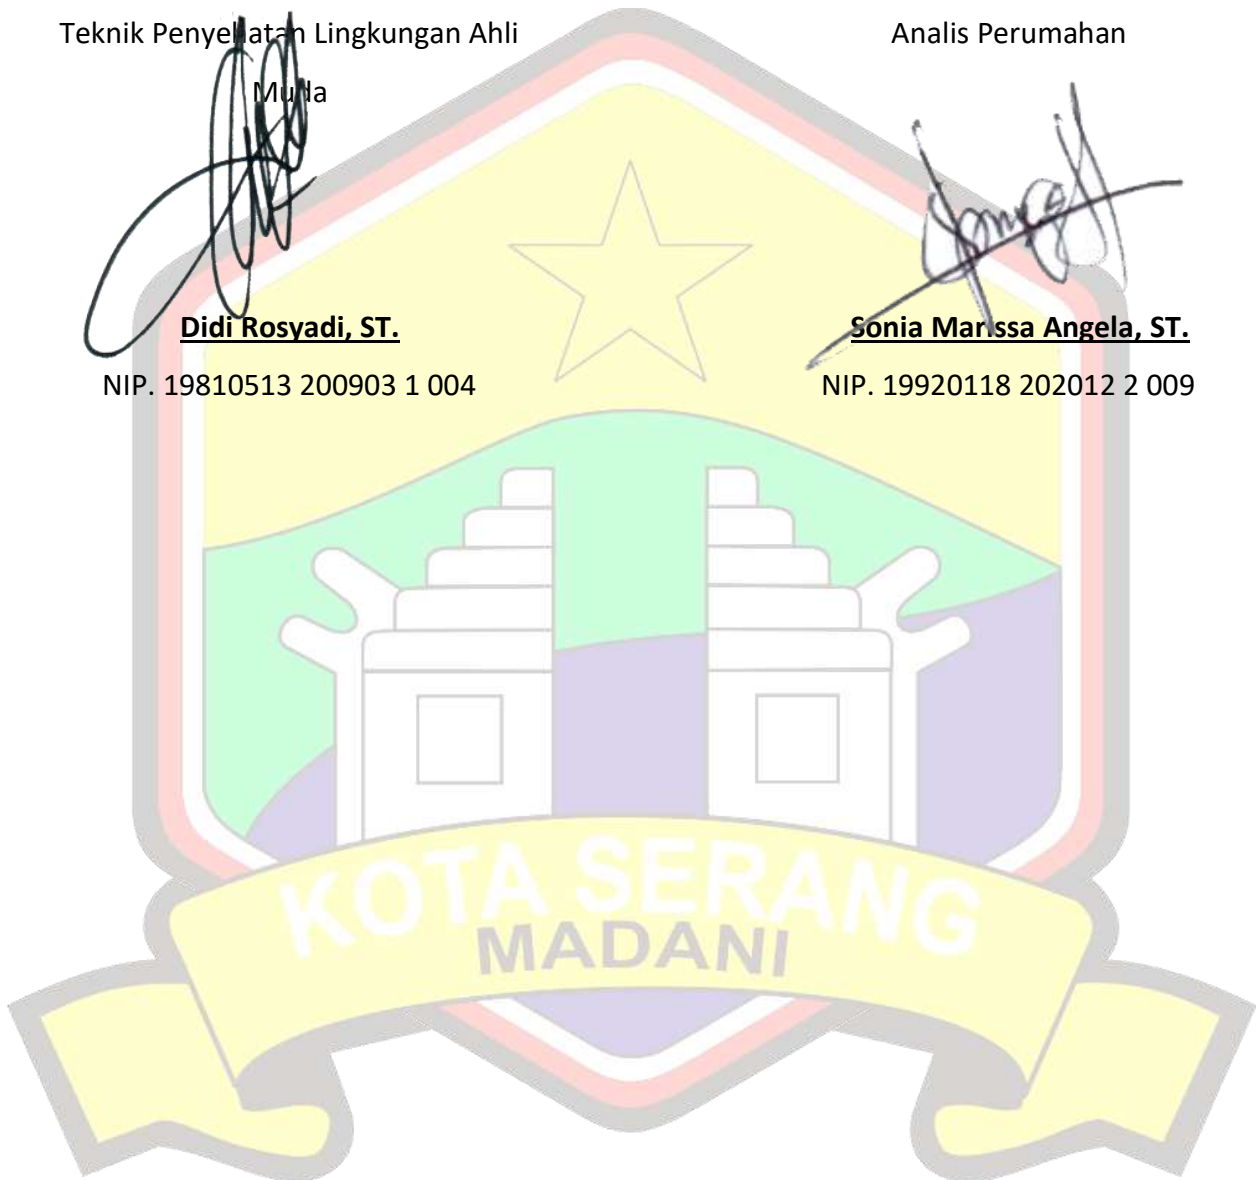 Teknik Penyehatan Lingkungan Ahli
Muda
Analis Perumahan
Didi Rosyadi, ST.
NIP. 19810513 200903 1 004
Sonia Marissa Angela, ST.
NIP. 19920118 202012 2 009
KOTA SERANG
MADANI